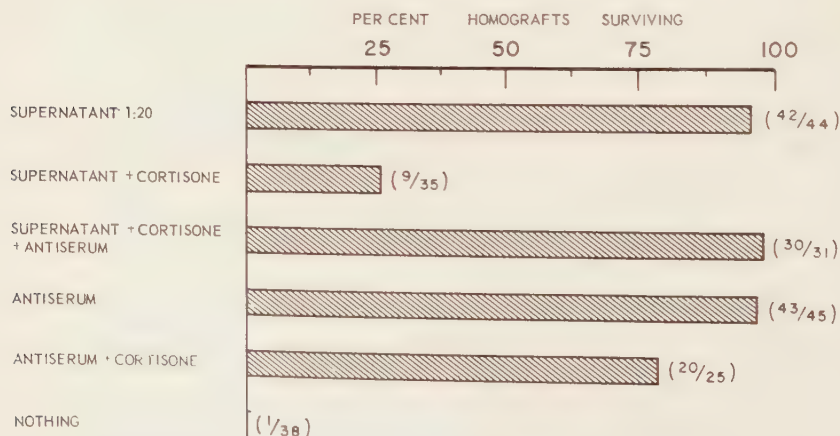 PER CENT HOMOGRAFTS SURVIVING
25 50 75 100
SUPERNATANT 1:20 (42/44)
SUPERNATANT + CORTISONE (9/35)
SUPERNATANT + CORTISONE
+ ANTISERUM (30/31)
ANTISERUM (43/45)
ANTISERUM + CORTISONE (20/25)
NOTHING (1/38)